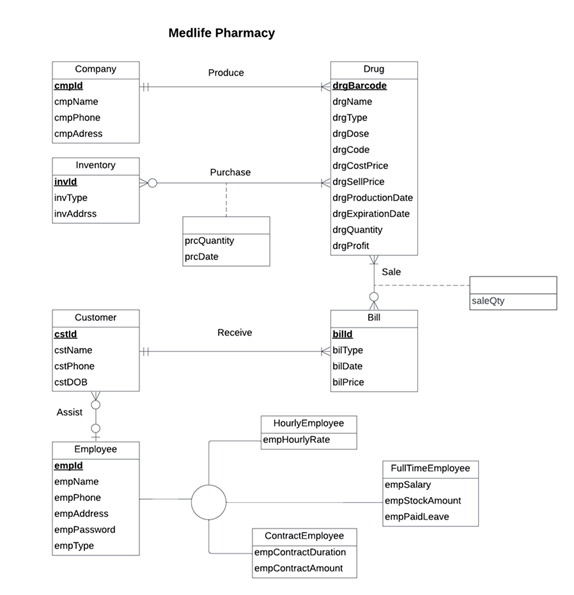 Medlife Pharmacy
Company
cmpId
cmpName
cmpPhone
cmpAdress
Produce
Drug
drgBarcode
drgName
drgType
drgDose
drgCode
drgCostPrice
drgSellPrice
drgProductionDate
drgExpirationDate
drgQuantity
drgProfit
Inventory
invId
invType
invAddrss
Purchase
prcQuantity
prcDate
Sale
saleQty
Customer
cstId
cstName
cstPhone
cstDOB
Receive
Bill
billd
bilType
bilDate
bilPrice
Assist
Employee
empId
empName
empPhone
empAddress
empPassword
empType
HourlyEmployee
empHourlyRate
FullTimeEmployee
empSalary
empStockAmount
empPaidLeave
ContractEmployee
empContractDuration
empContractAmount